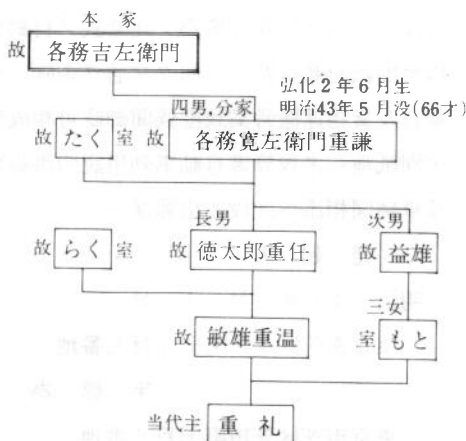 本家
故 各務吉左衛門
弘化2年6月生
四男,分家 明治43年5月没(66才)
故 たく 室 故 各務寛左衛門重謙
長男 次男
故 らく 室 故 徳太郎重任 故 益雄
三女
故 敏雄重温 室 もと
当代主 重礼